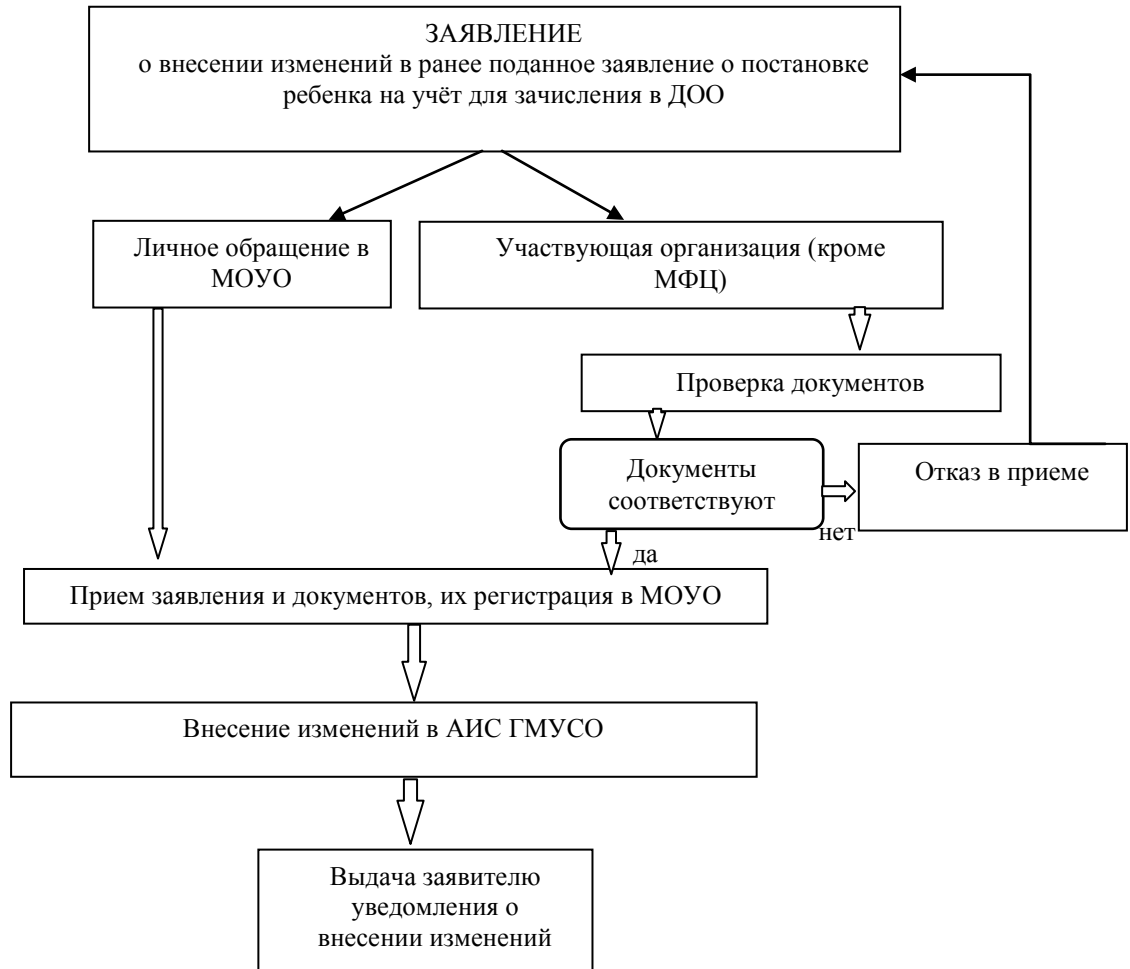 ЗАЯВЛЕНИЕ
о внесении изменений в ранее поданное заявление о постановке
ребенка на учёт для зачисления в ДОО
Личное обращение в
МОУО
Участвующая организация (кроме
МФЦ)
Проверка документов
Документы
соответствуют
Отказ в приеме
нет
да
Прием заявления и документов, их регистрация в МОУО
Внесение изменений в АИС ГМУСО
Выдача заявителю
уведомления о
внесении изменений